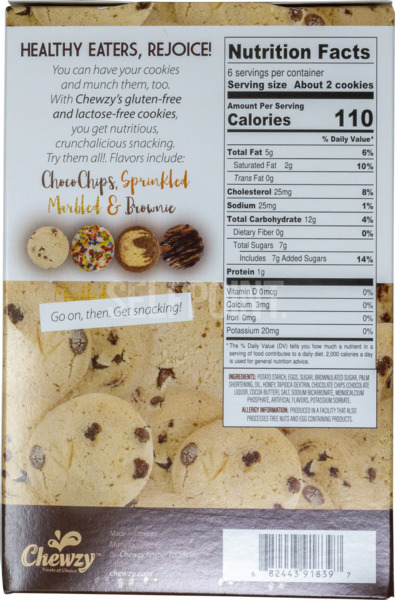 HEALTHY EATERS, REJOICE!
You can have your cookies
and munch them, too.
With Chewzy's gluten-free
and lactose-free cookies,
you get nutritious,
crunchalicious snacking.
Try them all!. Flavors include:
ChocoChips, Sprinkled
Marbled & Brownie
Go on, then. Get snacking!
Nutrition Facts
6 servings per container
Serving size About 2 cookies
Amount Per Serving
Calories 110
% Daily Value*
Total Fat 5g 6%
Saturated Fat 2g 10%
Trans Fat 0g
Cholesterol 25mg 8%
Sodium 25mg 1%
Total Carbohydrate 12g 4%
Dietary Fiber 0g 0%
Total Sugars 7g
Includes 7g Added Sugars 14%
Protein 1g
Vitamin D 0mcg 0%
Calcium 3mg 0%
Iron 0mg 0%
Potassium 20mg 0%
*The % Daily Value (DV) tells you how much a nutrient in a
serving of food contributes to a daily diet. 2,000 calories a day
is used for general nutrition advice.
INGREDIENTS: POTATO STARCH, EGGS, SUGAR, BROWNULATED SUGAR, PALM
SHORTENING, OIL, HONEY, TAPIOCA DEXTRIN, CHOCOLATE CHIPS (CHOCOLATE
LIQUOR, COCOA BUTTER), SALT, SODIUM BICARBONATE, MONOCALCIUM
PHOSPHATE, ARTIFICIAL FLAVORS, POTASSIUM SORBATE.
ALLERGY INFORMATION: PRODUCED IN A FACILITY THAT ALSO
PROCESSES TREE NUTS AND EGG CONTAINING PRODUCTS.
Chewzy
Treats of Choice
Made in
chewzy.com
6 82443 91839 7